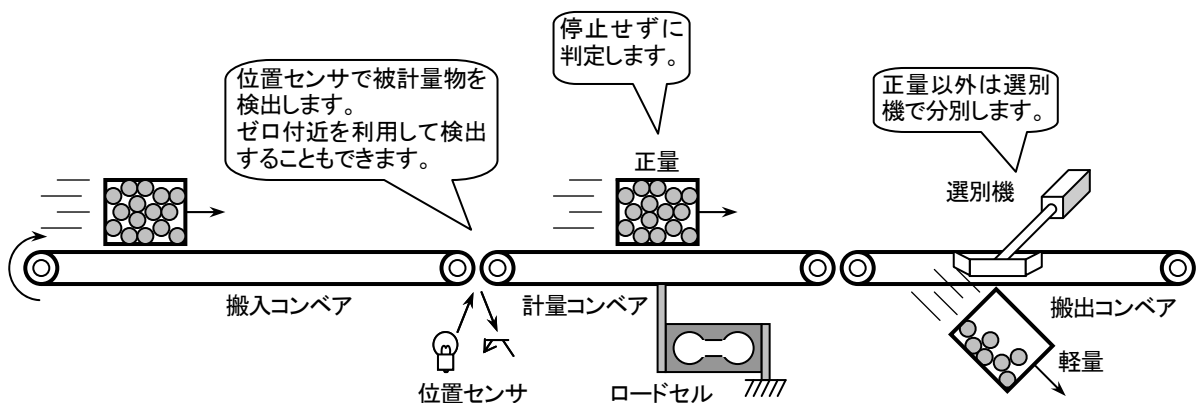 停止せずに
判定します。
位置センサで被計量物を
検出します。
ゼロ付近を利用して検出
することもできます。
正量以外は選別
機で分別します。
正量
選別機
搬入コンベア
計量コンベア
搬出コンベア
位置センサ
ロードセル
軽量